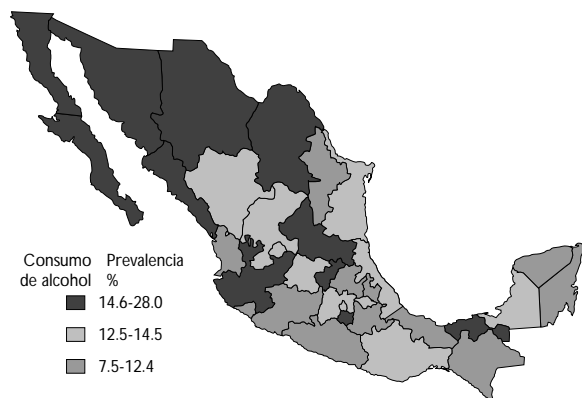 Consumo Prevalencia
de alcohol %
14.6-28.0
12.5-14.5
7.5-12.4